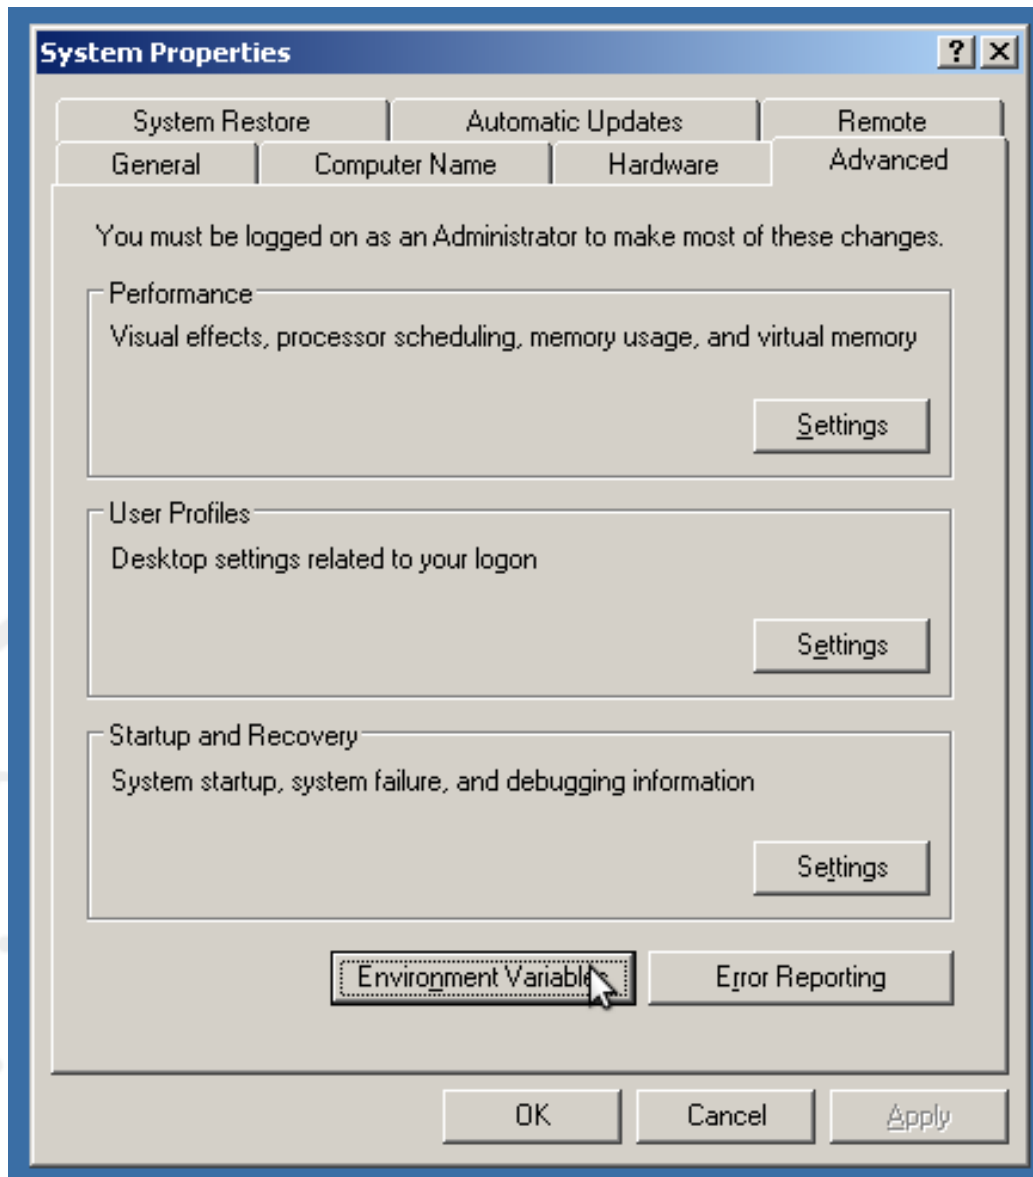 System Properties
System Restore
Automatic Updates
Remote
General
Computer Name
Hardware
Advanced
You must be logged on as an Administrator to make most of these changes.
Performance
Visual effects, processor scheduling, memory usage, and virtual memory
Settings
User Profiles
Desktop settings related to your logon
Settings
Startup and Recovery
System startup, system failure, and debugging information
Settings
Environment Variables
Error Reporting
OK
Cancel
Apply